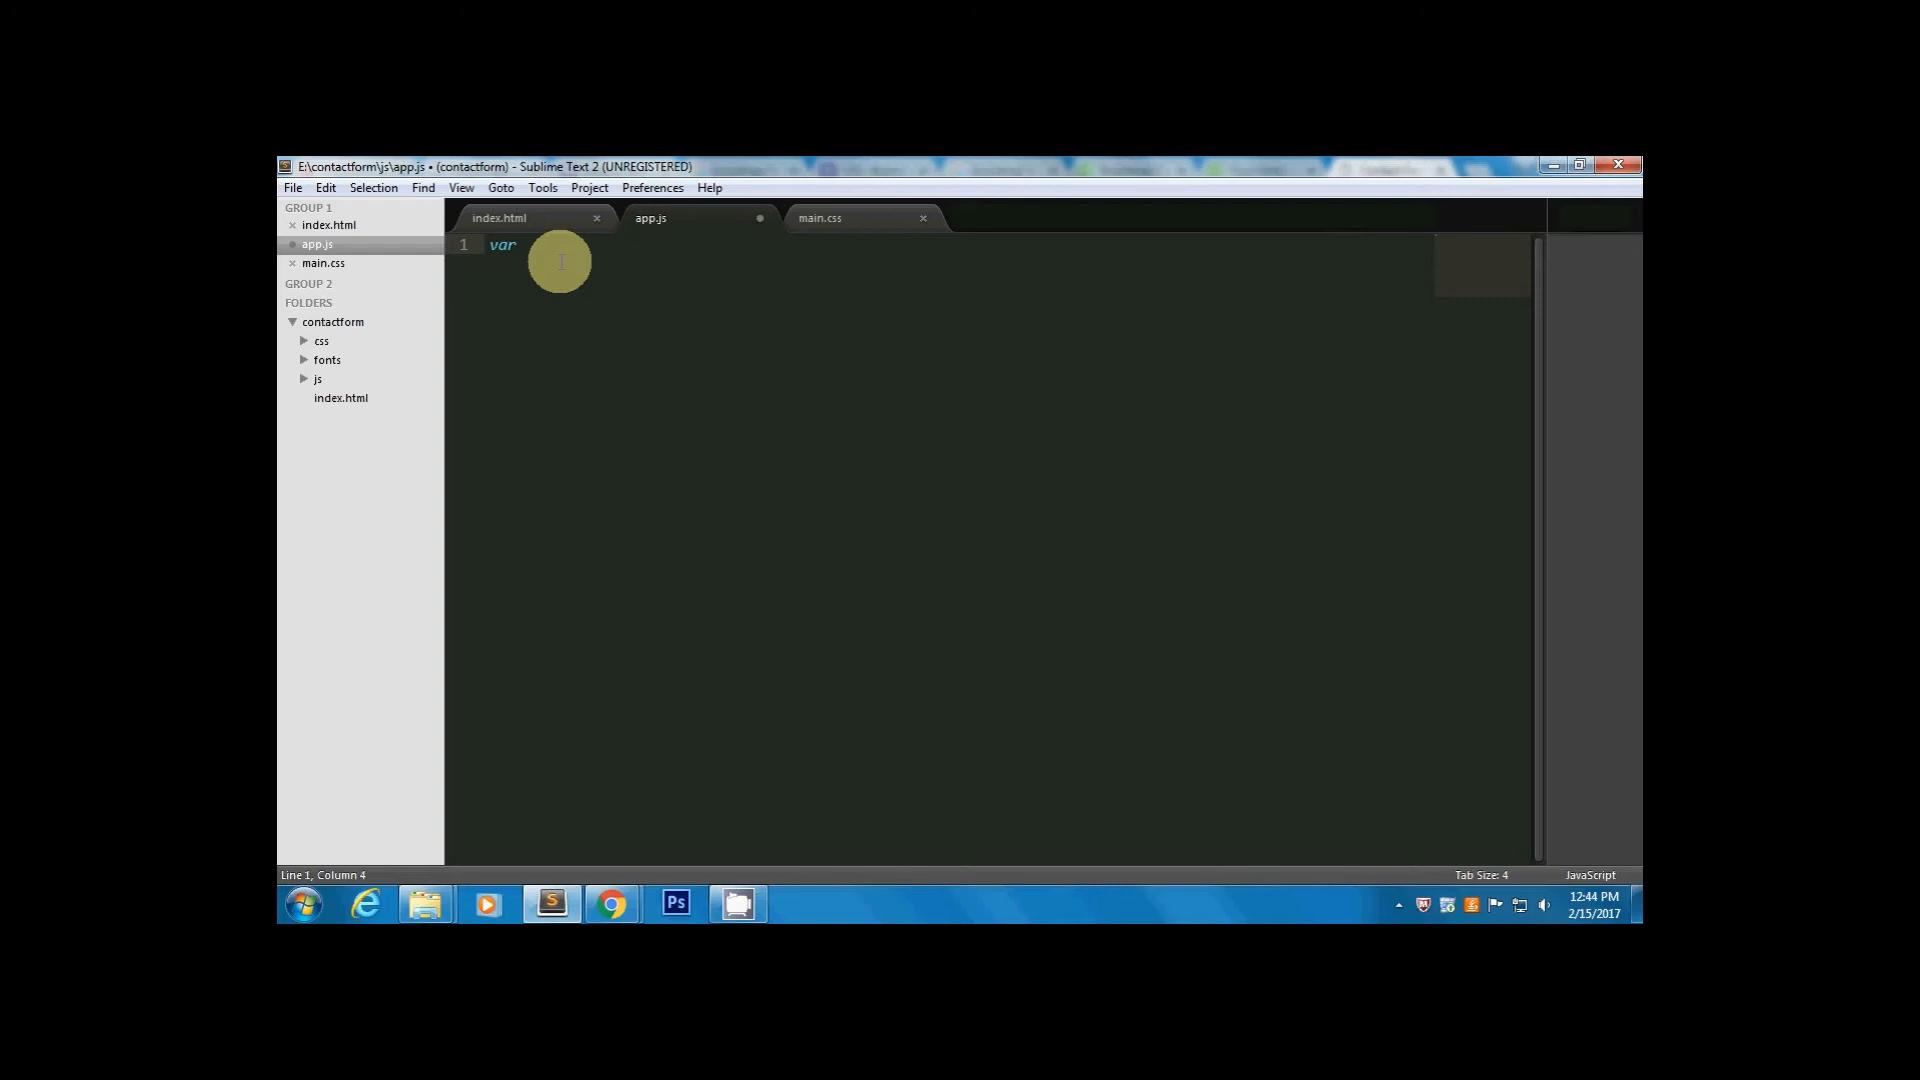 E:\contactform\js\app.js • (contactform) - Sublime Text 2 (UNREGISTERED)
File Edit Selection Find View Goto Tools Project Preferences Help
GROUP 1
index.html
app.js
main.css
GROUP 2
FOLDERS
contactform
css
fonts
js
index.html
index.html app.js main.css
1 var
Line 1, Column 4 Tab Size: 4 JavaScript
Ps
12:44 PM
2/15/2017